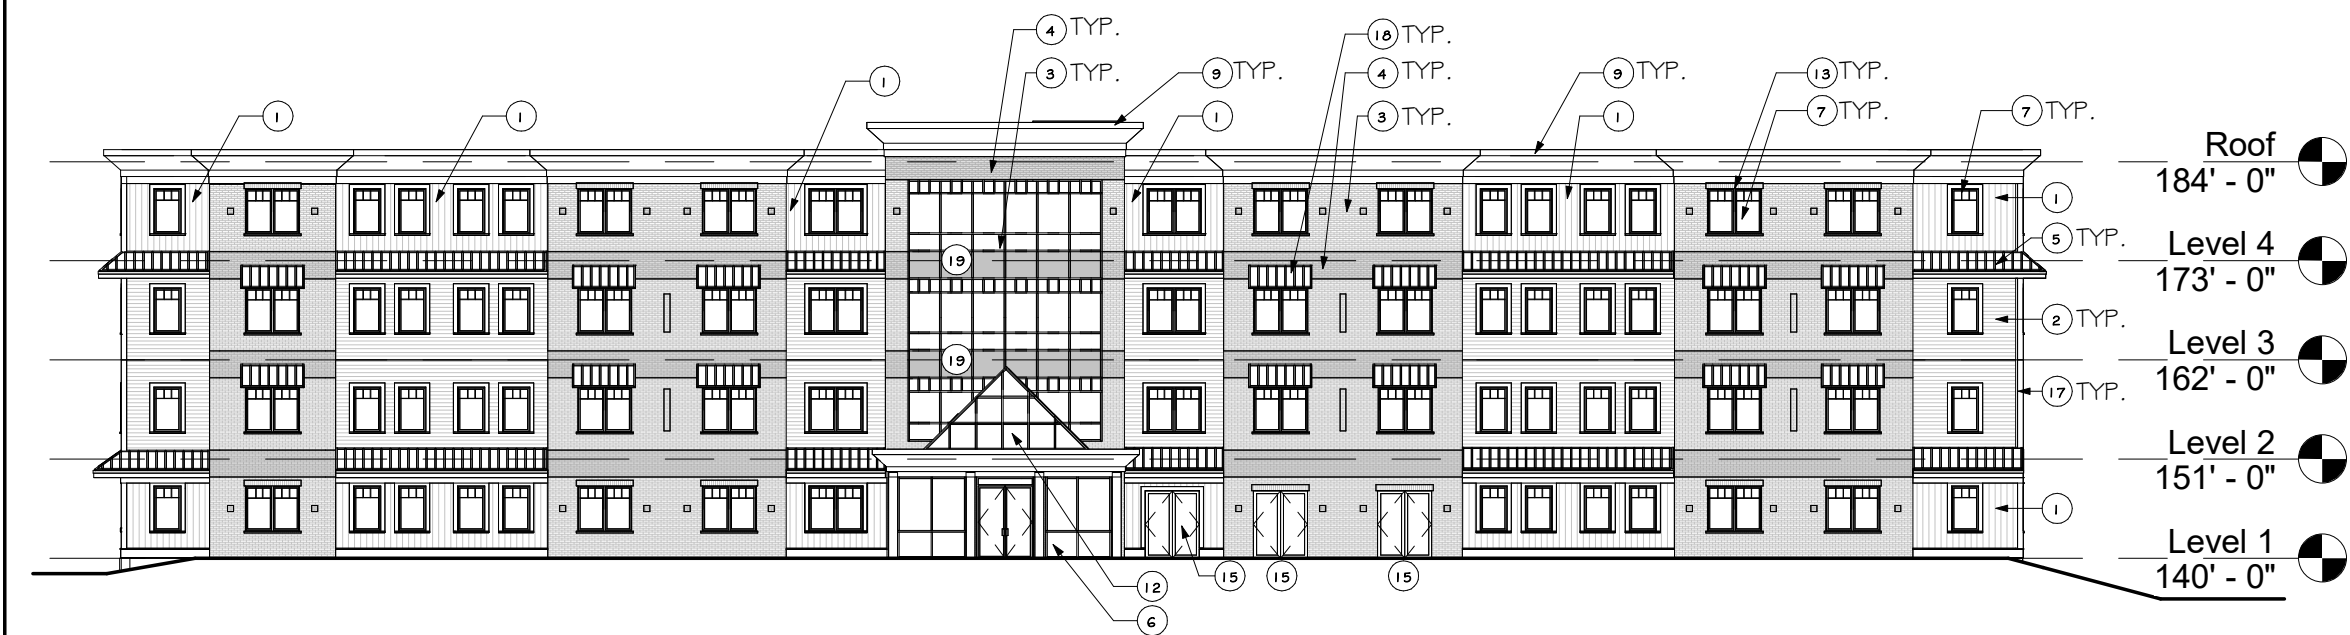 4 TYP.
18 TYP.
3 TYP.
9 TYP.
4 TYP.
9 TYP.
13 TYP.
1
1
1
1
3 TYP.
1
7 TYP.
7 TYP.
Roof
184' - 0"
1
5 TYP.
Level 4
173' - 0"
19
2 TYP.
Level 3
162' - 0"
19
17 TYP.
Level 2
151' - 0"
1
Level 1
140' - 0"
15
15
15
12
6